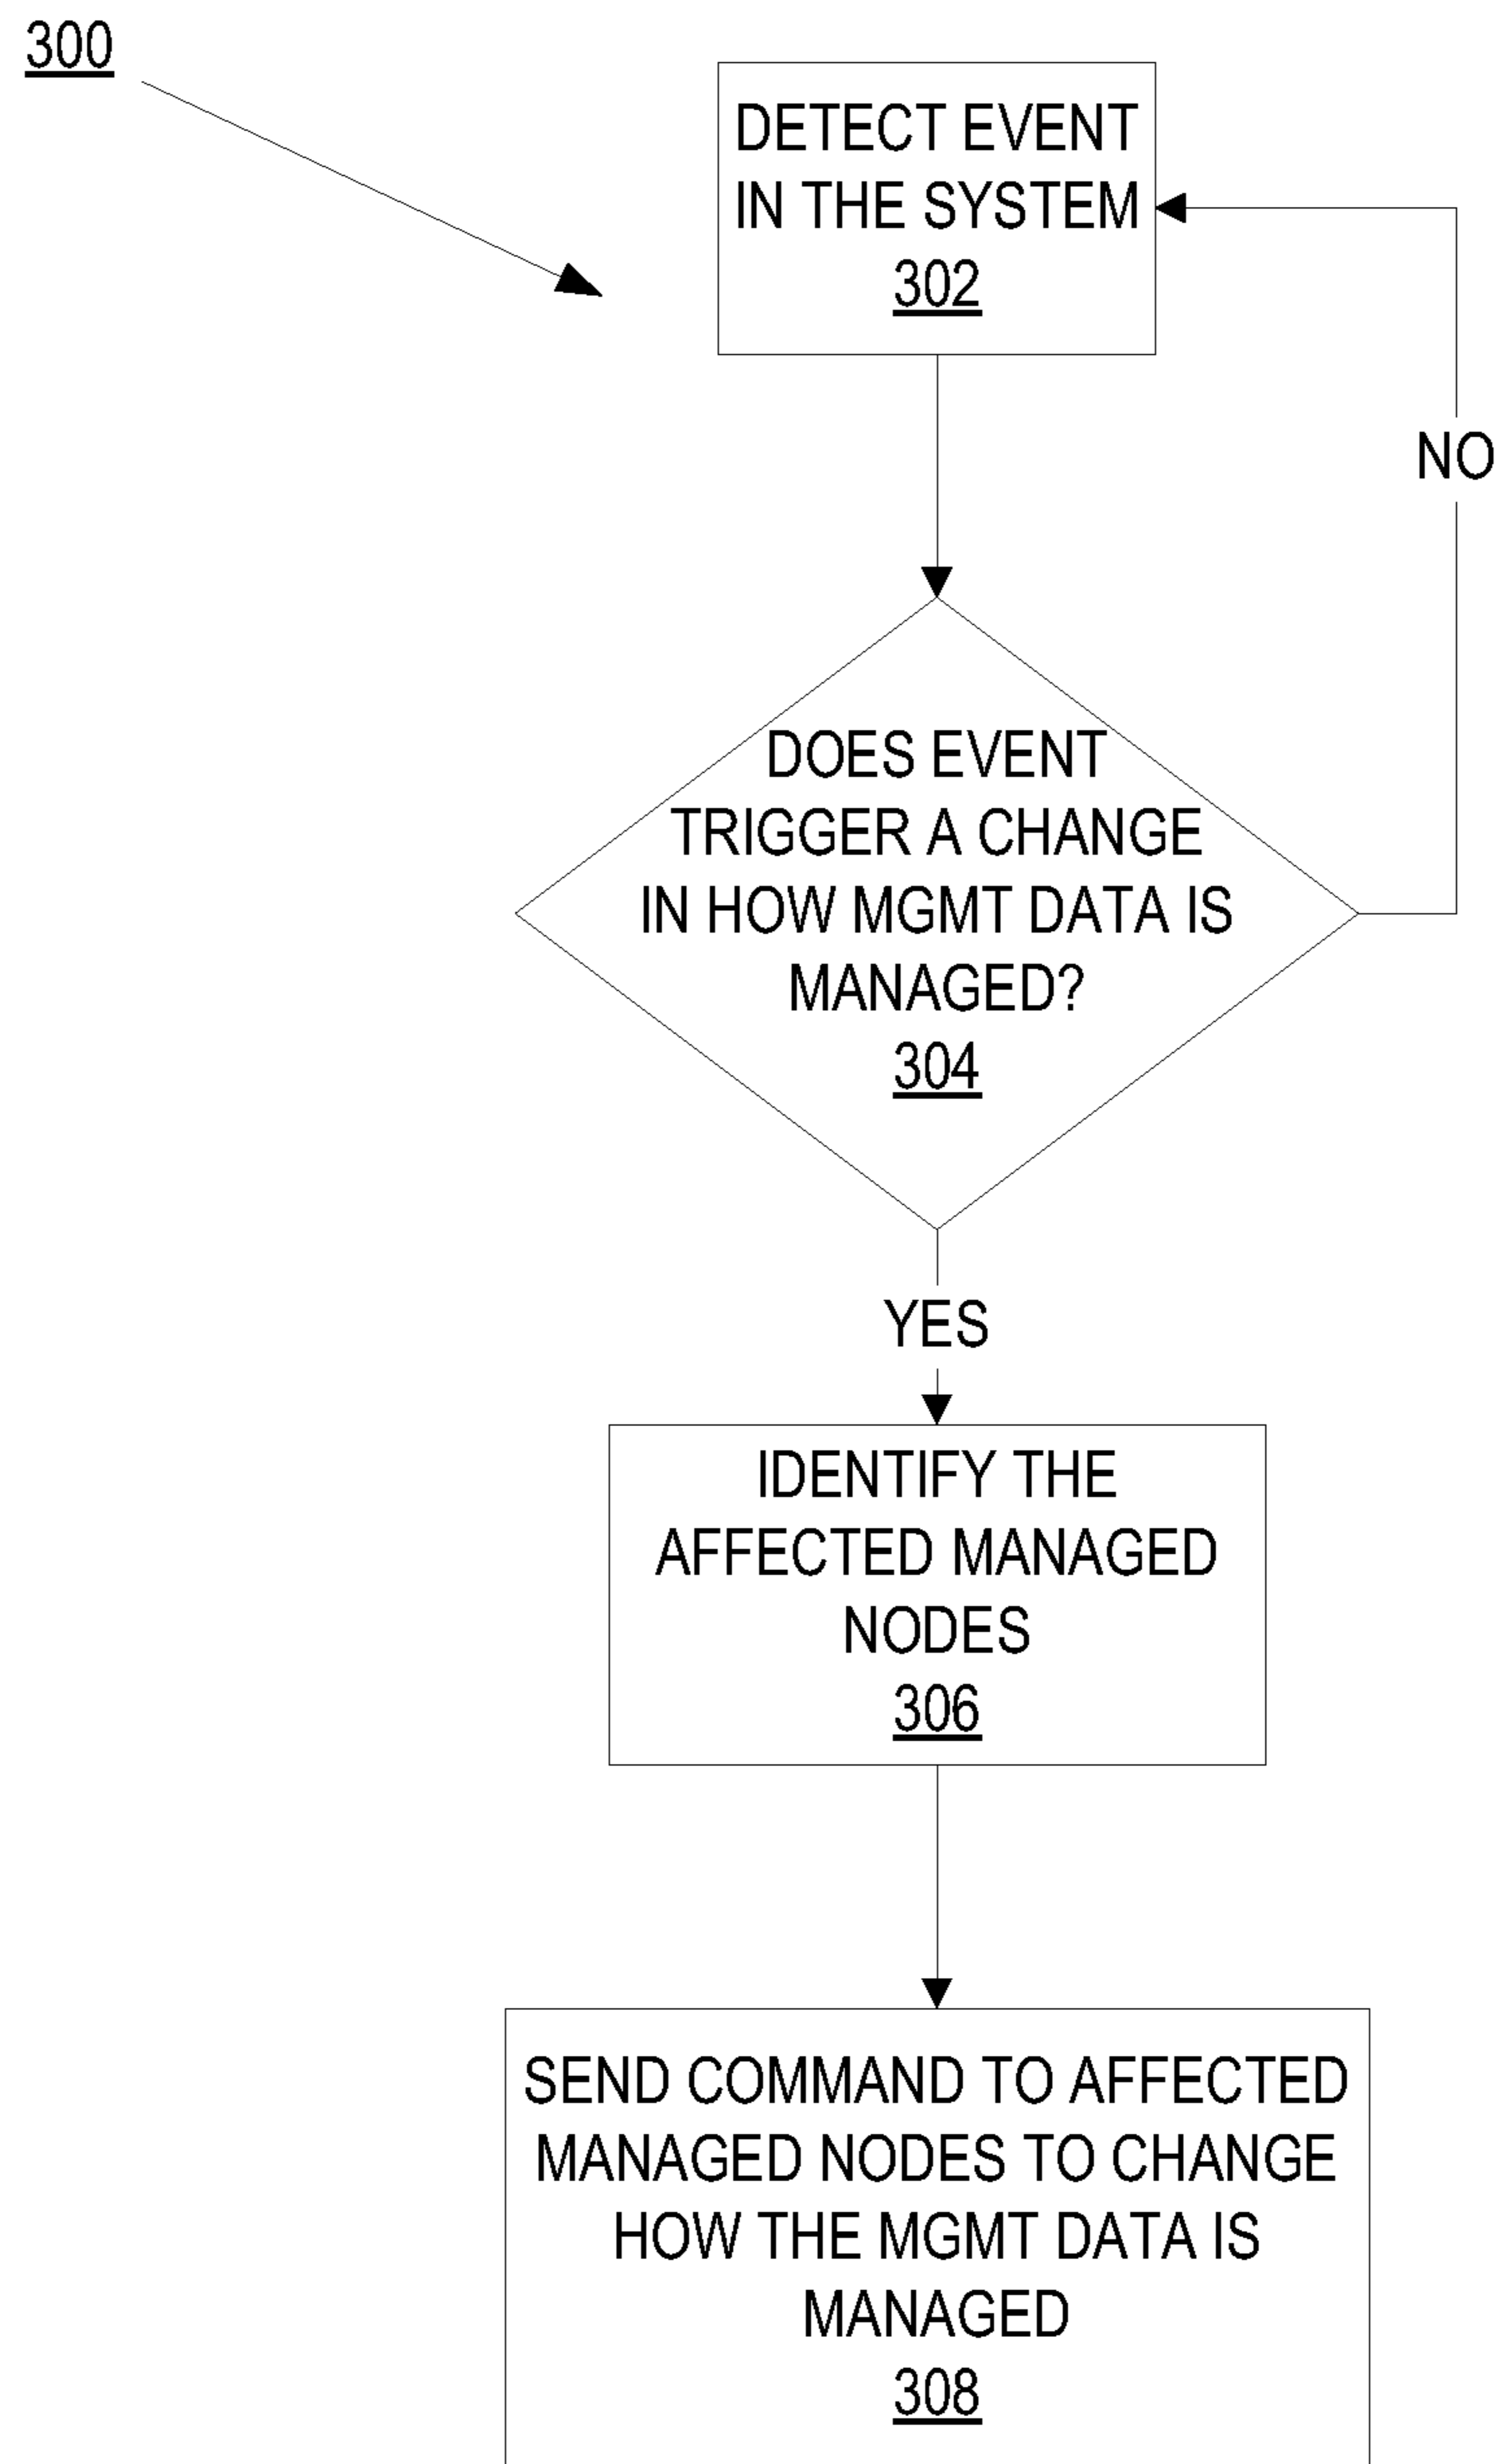 300
DETECT EVENT
IN THE SYSTEM
302
NO
DOES EVENT
TRIGGER A CHANGE
IN HOW MGMT DATA IS
MANAGED?
304
YES
IDENTIFY THE
AFFECTED MANAGED
NODES
306
SEND COMMAND TO AFFECTED
MANAGED NODES TO CHANGE
HOW THE MGMT DATA IS
MANAGED
308